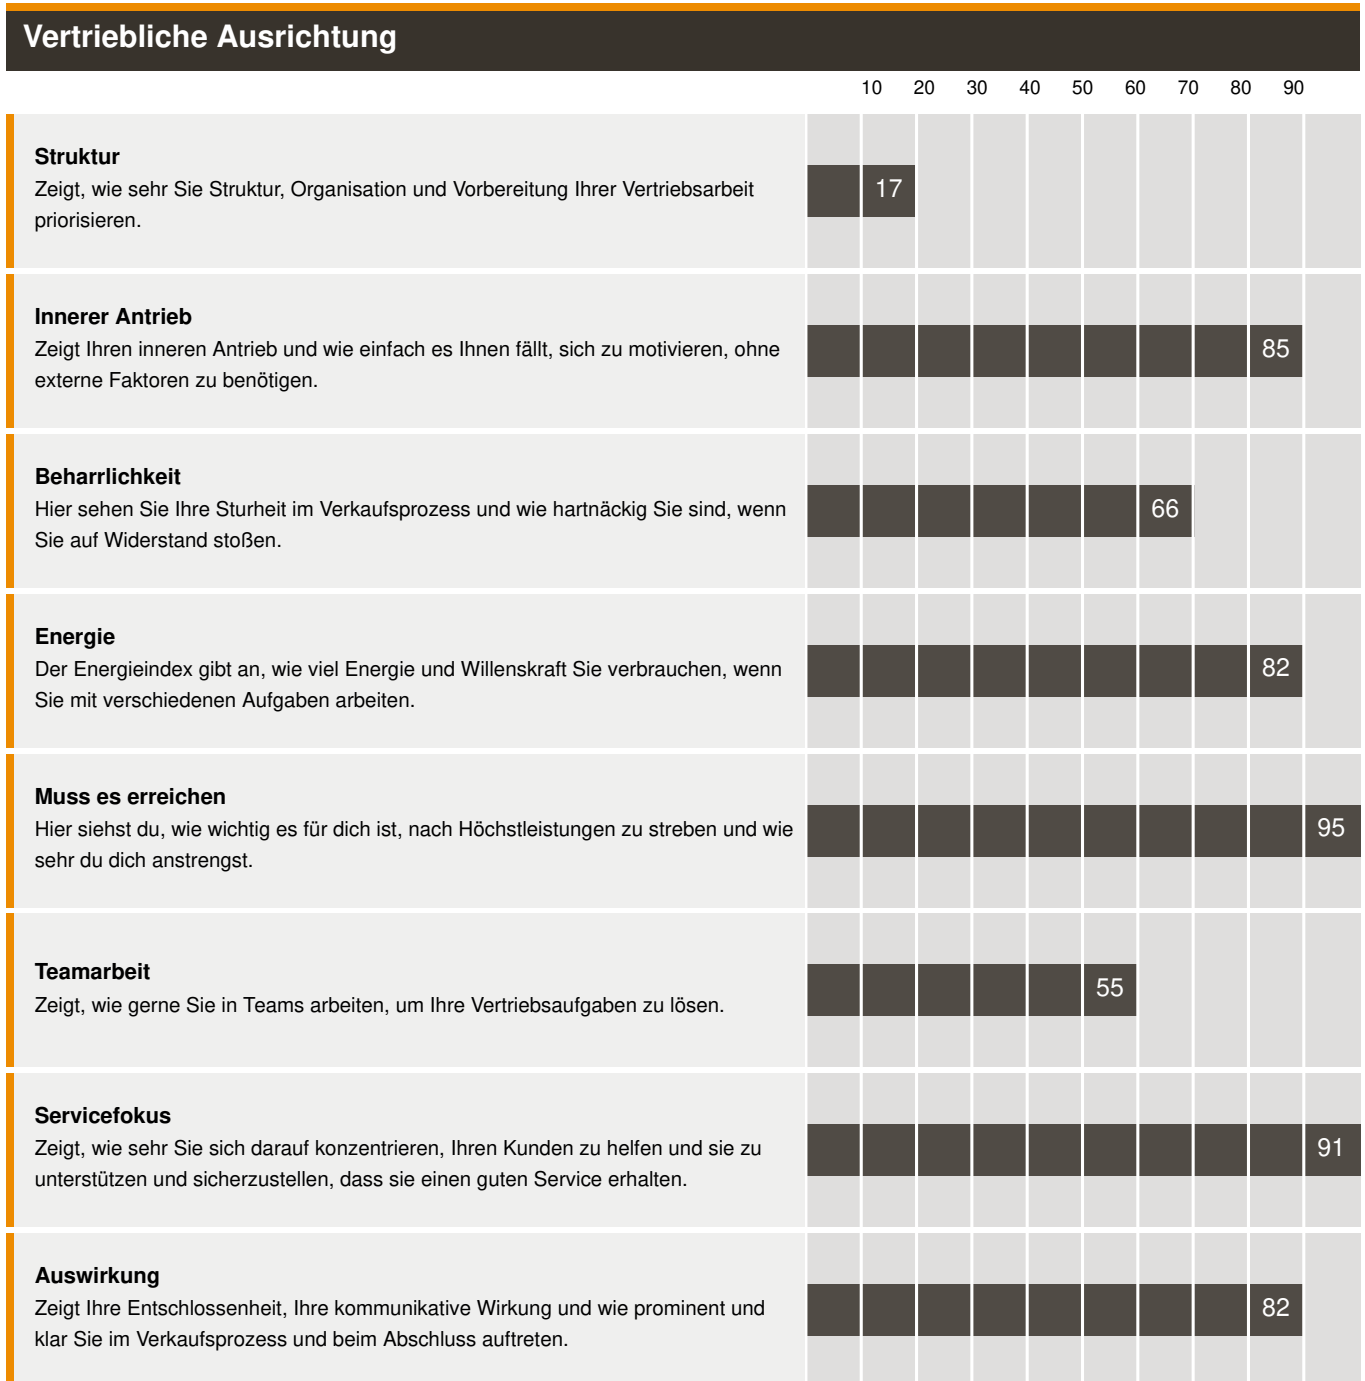 Vertriebliche Ausrichtung
10 20 30 40 50 60 70 80 90
Struktur
Zeigt, wie sehr Sie Struktur, Organisation und Vorbereitung Ihrer Vertriebsarbeit
priorisieren.
17
Innerer Antrieb
Zeigt Ihren inneren Antrieb und wie einfach es Ihnen fällt, sich zu motivieren, ohne
externe Faktoren zu benötigen.
85
Beharrlichkeit
Hier sehen Sie Ihre Sturheit im Verkaufsprozess und wie hartnäckig Sie sind, wenn
Sie auf Widerstand stoßen.
66
Energie
Der Energieindex gibt an, wie viel Energie und Willenskraft Sie verbrauchen, wenn
Sie mit verschiedenen Aufgaben arbeiten.
82
Muss es erreichen
Hier siehst du, wie wichtig es für dich ist, nach Höchstleistungen zu streben und wie
sehr du dich anstrengst.
95
Teamarbeit
Zeigt, wie gerne Sie in Teams arbeiten, um Ihre Vertriebsaufgaben zu lösen.
55
Servicefokus
Zeigt, wie sehr Sie sich darauf konzentrieren, Ihren Kunden zu helfen und sie zu
unterstützen und sicherzustellen, dass sie einen guten Service erhalten.
91
Auswirkung
Zeigt Ihre Entschlossenheit, Ihre kommunikative Wirkung und wie prominent und
klar Sie im Verkaufsprozess und beim Abschluss auftreten.
82